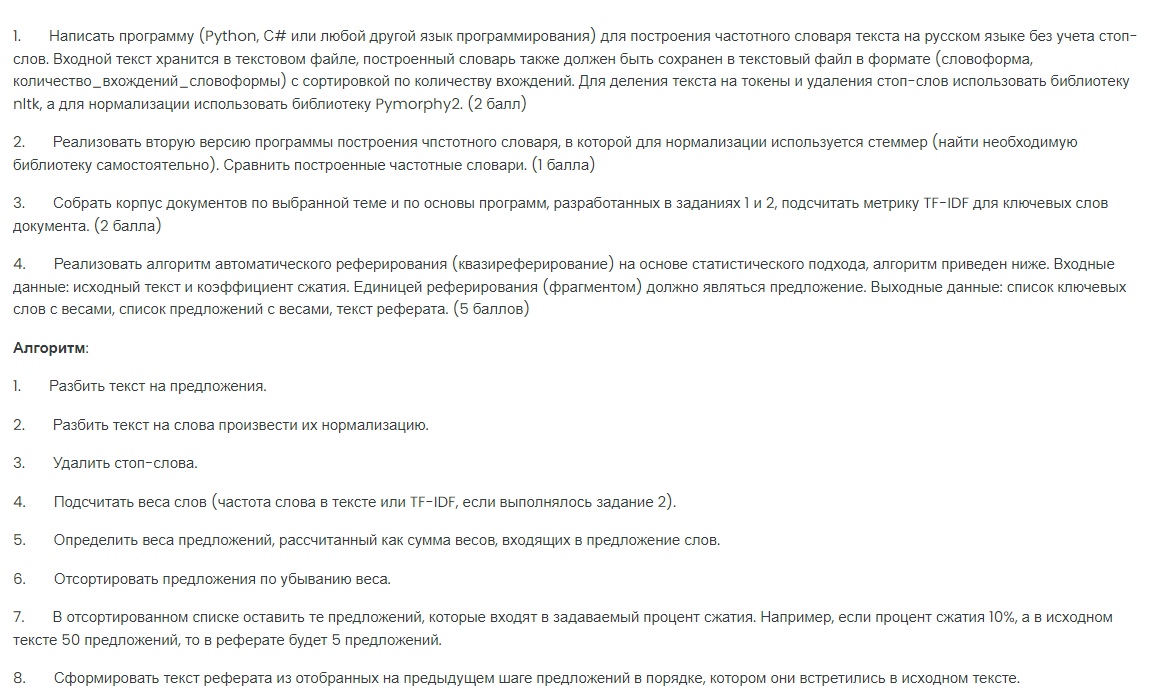 1. Написать программу (Python, C# или любой другой язык программирования) для построения частотного словаря текста на русском языке без учета стоп-
слов. Входной текст хранится в текстовом файле, построенный словарь также должен быть сохранен в текстовый файл в формате (словоформа,
количество_вхождений_словоформы) с сортировкой по количеству вхождений. Для деления текста на токены и удаления стоп-слов использовать библиотеку
nltk, а для нормализации использовать библиотеку Pymorphy2. (2 балл)
2. Реализовать вторую версию программы построения чпстотного словаря, в которой для нормализации используется стеммер (найти необходимую
библиотеку самостоятельно). Сравнить построенные частотные словари. (1 балла)
3. Собрать корпус документов по выбранной теме и по основы программ, разработанных в заданиях 1 и 2, подсчитать метрику TF-IDF для ключевых слов
документа. (2 балла)
4. Реализовать алгоритм автоматического реферирования (квазиреферирование) на основе статистического подхода, алгоритм приведен ниже. Входные
данные: исходный текст и коэффициент сжатия. Единицей реферирования (фрагментом) должно являться предложение. Выходные данные: список ключевых
слов с весами, список предложений с весами, текст реферата. (5 баллов)
Алгоритм:
1. Разбить текст на предложения.
2. Разбить текст на слова произвести их нормализацию.
3. Удалить стоп-слова.
4. Подсчитать веса слов (частота слова в тексте или TF-IDF, если выполнялось задание 2).
5. Определить веса предложений, рассчитанный как сумма весов, входящих в предложение слов.
6. Отсортировать предложения по убыванию веса.
7. В отсортированном списке оставить те предложения, которые входят в задаваемый процент сжатия. Например, если процент сжатия 10%, а в исходном
тексте 50 предложений, то в реферате будет 5 предложений.
8. Сформировать текст реферата из отобранных на предыдущем шаге предложений в порядке, котором они встретились в исходном тексте.